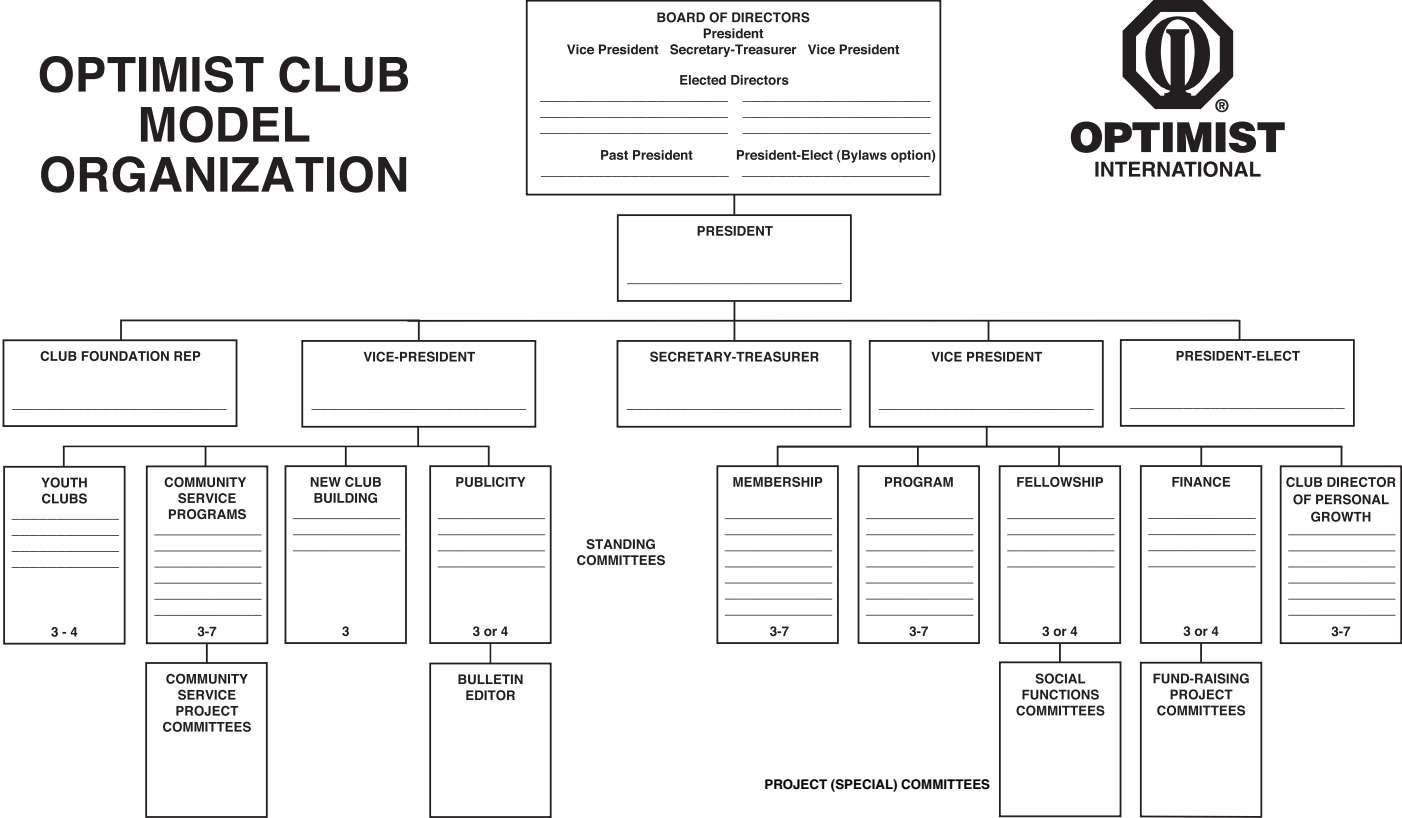 OPTIMIST CLUB
MODEL
ORGANIZATION
BOARD OF DIRECTORS
President
Vice President Secretary-Treasurer Vice President
Elected Directors
Past President President-Elect (Bylaws option)
®
OPTIMIST
INTERNATIONAL
PRESIDENT
CLUB FOUNDATION REP
VICE-PRESIDENT
SECRETARY-TREASURER
VICE PRESIDENT
PRESIDENT-ELECT
YOUTH
CLUBS
3 - 4
COMMUNITY
SERVICE
PROGRAMS
3-7
NEW CLUB
BUILDING
3
PUBLICITY
3 or 4
STANDING
COMMITTEES
MEMBERSHIP
3-7
PROGRAM
3-7
FELLOWSHIP
3 or 4
FINANCE
3 or 4
CLUB DIRECTOR
OF PERSONAL
GROWTH
3-7
COMMUNITY
SERVICE
PROJECT
COMMITTEES
BULLETIN
EDITOR
PROJECT (SPECIAL) COMMITTEES
SOCIAL
FUNCTIONS
COMMITTEES
FUND-RAISING
PROJECT
COMMITTEES